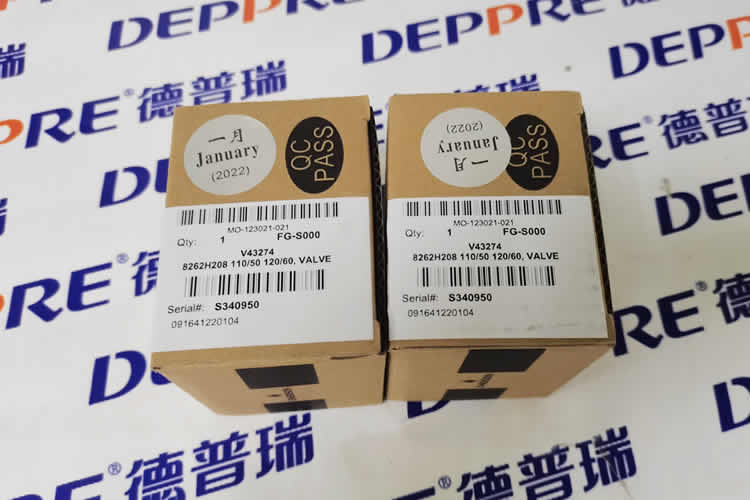 DEPPRE
DEPPRE
德普瑞
DEPPRE®德普瑞
DEPPRE
一月
January
(2022)
QC
PASS
MO-123021-021
Qty: 1 FG-S000
V43274
8262H208 110/50 120/60, VALVE
Serial#: S340950
091641220104
一月
January
(2022)
QC
PASS
MO-123021-021
Qty: 1 FG-S000
V43274
8262H208 110/50 120/60, VALVE
Serial#: S340950
091641220104
DEPPRE®德普瑞